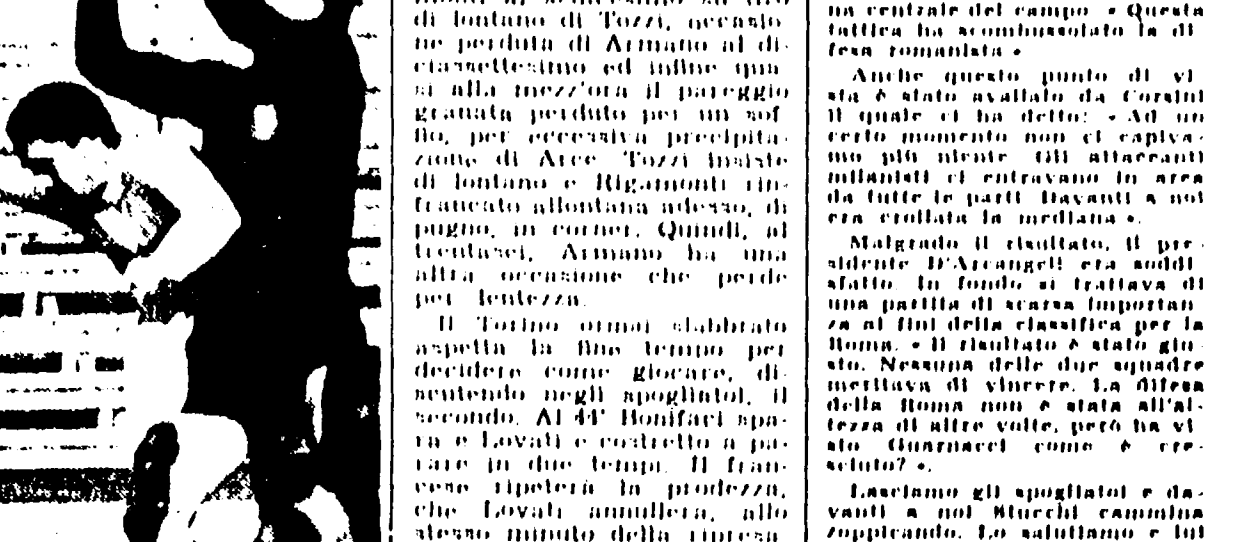 di lontano di Tozzi, occasio-
ne perduta di Armano al di-
ciassettesimo ed infine qua-
si alla mezz'ora il pareggio
granata perduto per un sof-
fio, per eccessiva precipita-
zione di Arce. Tozzi insiste
di lontano e Rigamonti rin-
francato allontana adesso, di
pugno, in corner. Quindi, al
trentasei, Armano ha una
altra occasione che perde
per lentezza.
Il Torino ormai slabbrato
aspetta la fine tempo per
decidere come giocare, di-
scutendo negli spogliatoi, il
secondo. Al 44' Bonifaci spa-
ra e Lovati è costretto a pa-
rare in due tempi. Il fran-
cese ripeterà la prodezza,
che Lovati annullerà, allo
stesso minuto della ripresa.
na centrale del campo. « Questa
tattica ha scombussolato la di-
fesa romanista ».
Anche questo punto di vi-
sta è stato avallato da Corsini
il quale ci ha detto: « Ad un
certo momento non ci capiva-
mo più niente. Gli attaccanti
milanisti ci entravano in area
da tutte le parti. Davanti a noi
era crollata la mediana ».
Malgrado il risultato, il pre-
sidente D'Arcangeli era soddi-
sfatto. In fondo si trattava di
una partita di scarsa importan-
za ai fini della classifica per la
Roma. « Il risultato è stato giu-
sto. Nessuna delle due squadre
meritava di vincere. La difesa
della Roma non è stata all'al-
tezza di altre volte, però ha vi-
sto Guarnacci come è cre-
sciuto? ».
Lasciamo gli spogliatoi e da-
vanti a noi Stucchi cammina
zoppicando. Lo salutiamo e lui